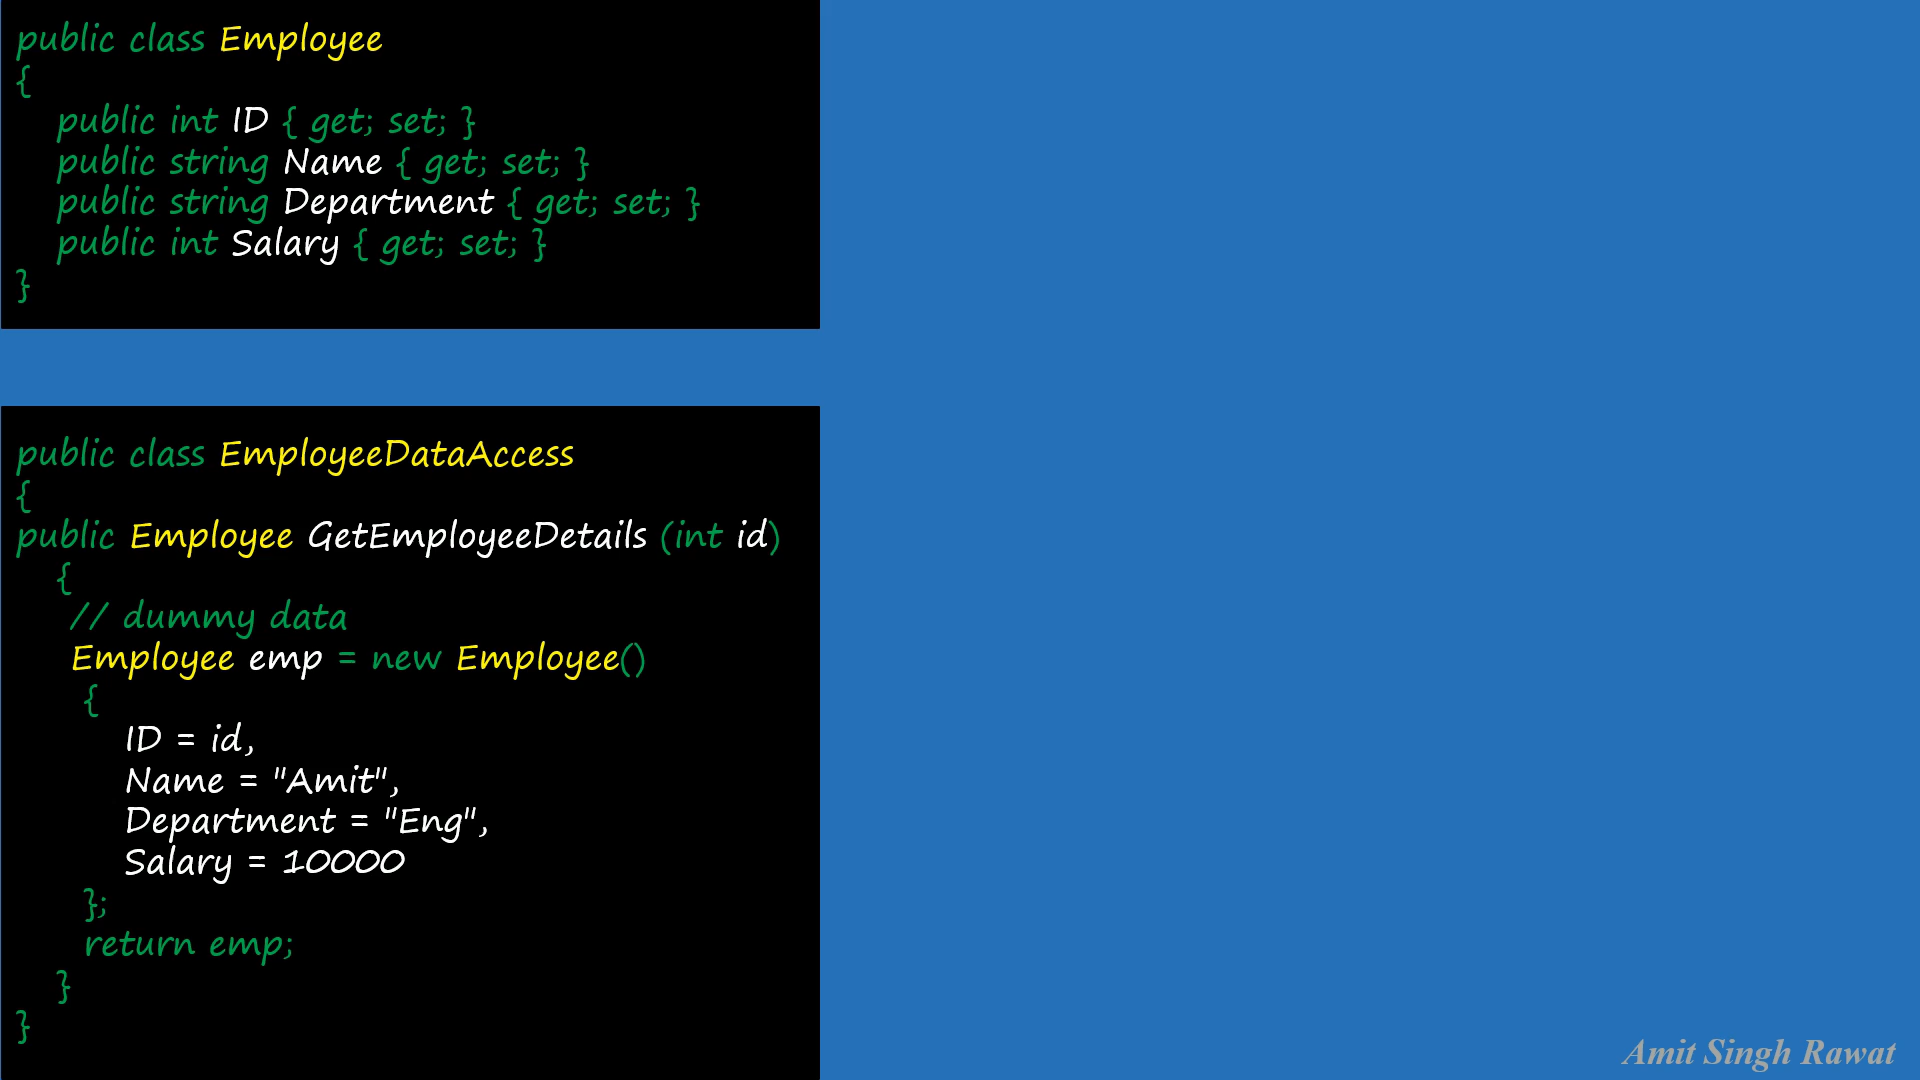 public class Employee
{
public int ID { get; set; }
public string Name { get; set; }
public string Department { get; set; }
public int Salary { get; set; }
}
public class EmployeeDataAccess
{
public Employee GetEmployeeDetails (int id)
{
// dummy data
Employee emp = new Employee()
{
ID = id,
Name = "Amit",
Department = "Eng",
Salary = 10000
};
return emp;
}
}
Amit Singh Rawat